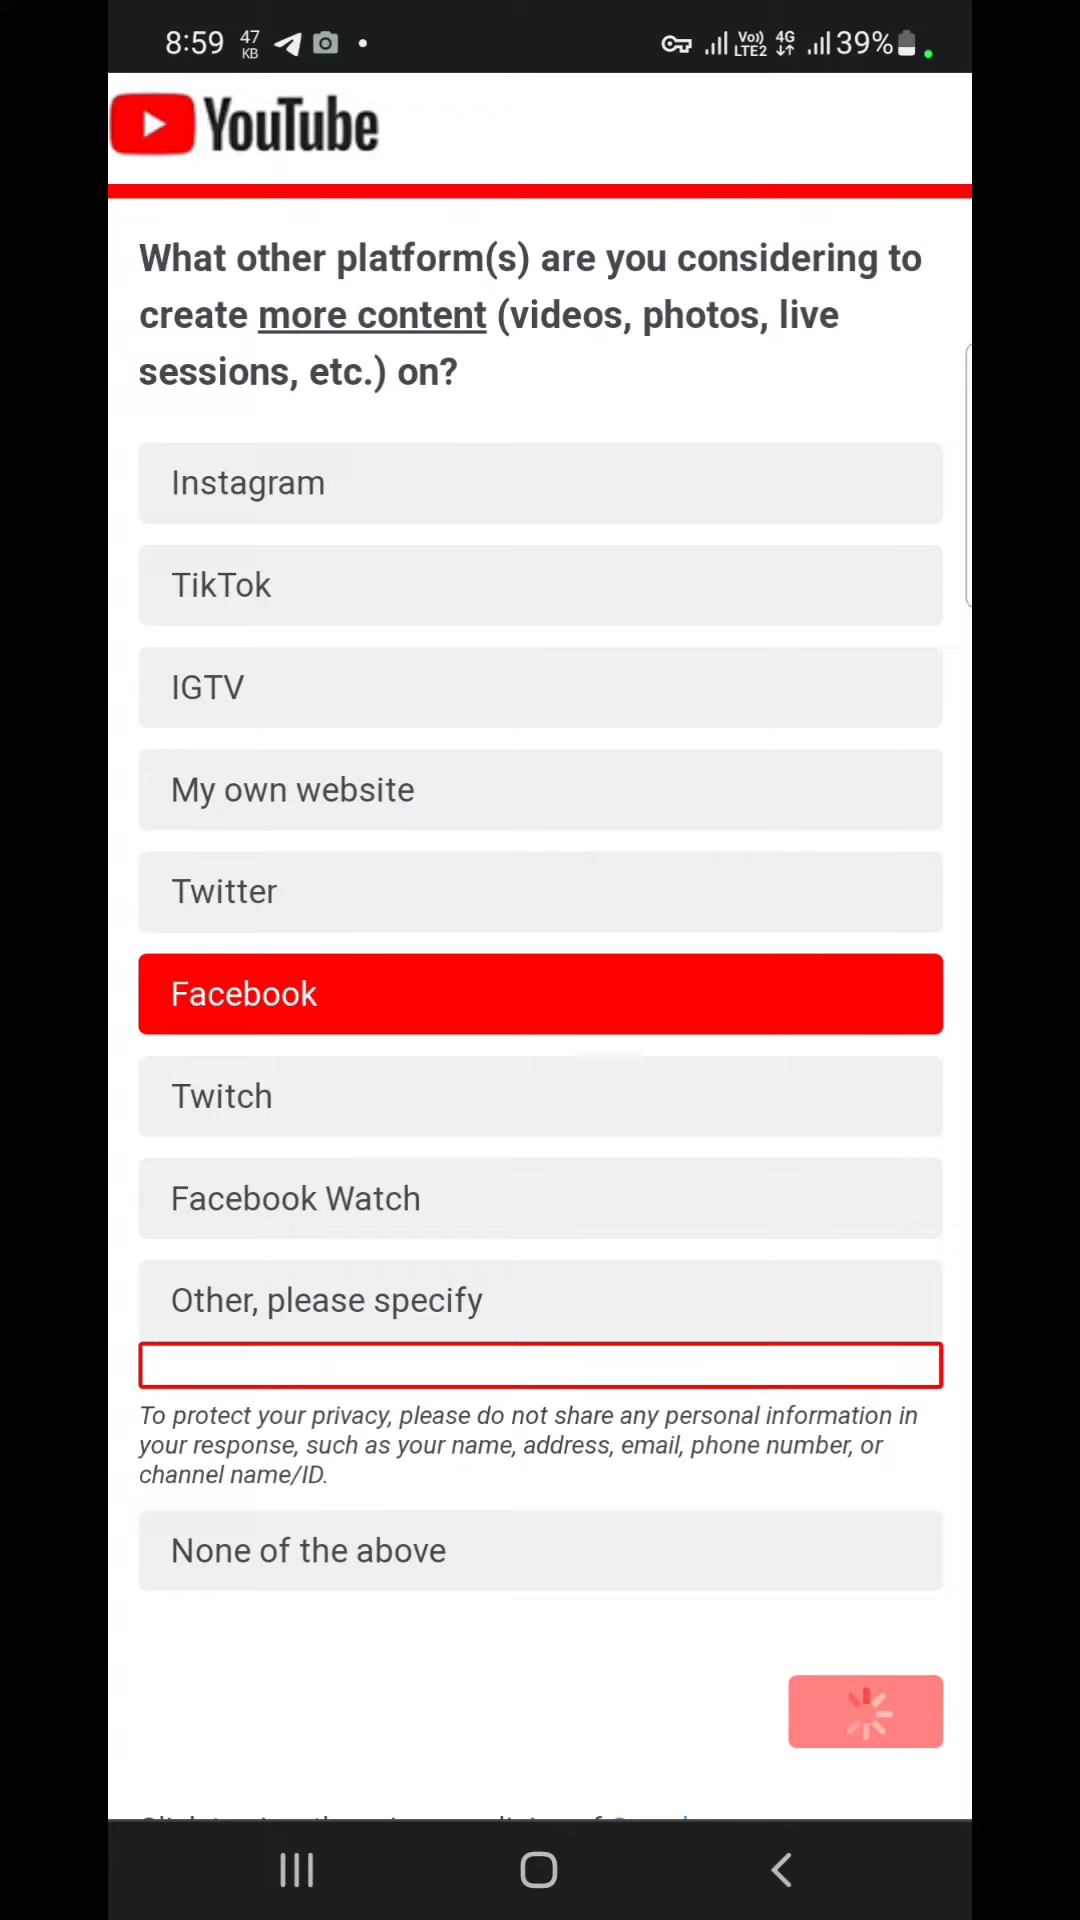 8:59 47 KB Vo)) LTE2 4G 39%
YouTube
What other platform(s) are you considering to
create more content (videos, photos, live
sessions, etc.) on?
Instagram
TikTok
IGTV
My own website
Twitter
Facebook
Twitch
Facebook Watch
Other, please specify
To protect your privacy, please do not share any personal information in
your response, such as your name, address, email, phone number, or
channel name/ID.
None of the above